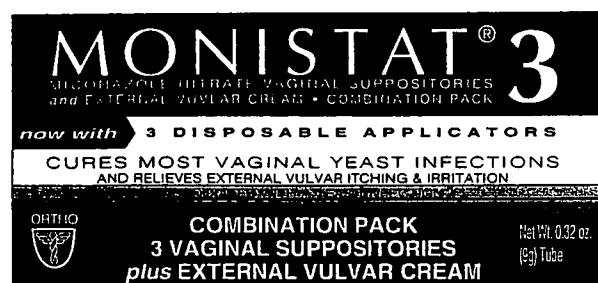 MONISTAT® 3
MICONAZOLE NITRATE VAGINAL SUPPOSITORIES
and EXTERNAL VUVLAR CREAM • COMBINATION PACK
now with 3 DISPOSABLE APPLICATORS
CURES MOST VAGINAL YEAST INFECTIONS
AND RELIEVES EXTERNAL VULVAR ITCHING & IRRITATION
ORTHO
COMBINATION PACK
3 VAGINAL SUPPOSITORIES
plus EXTERNAL VULVAR CREAM
Net Wt. 0.32 oz.
(9g) Tube